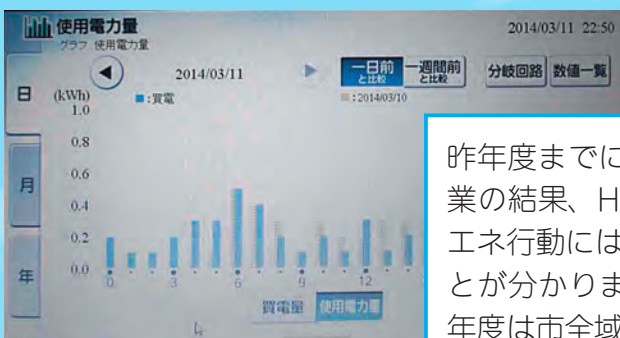 使用電力量
グラフ 使用電力量
2014/03/11 22:50
日
月
年
2014/03/11
一日前
と比較
一週間前
と比較
分岐回路
数値一覧
(kWh)
■:買電
■:2014/03/10
1.0
0.8
0.6
0.4
0.2
0.0
0
3
6
9
12
買電量
使用電力量
昨年度までに
業の結果、H
エネ行動には
とが分かりま
年度は市全域